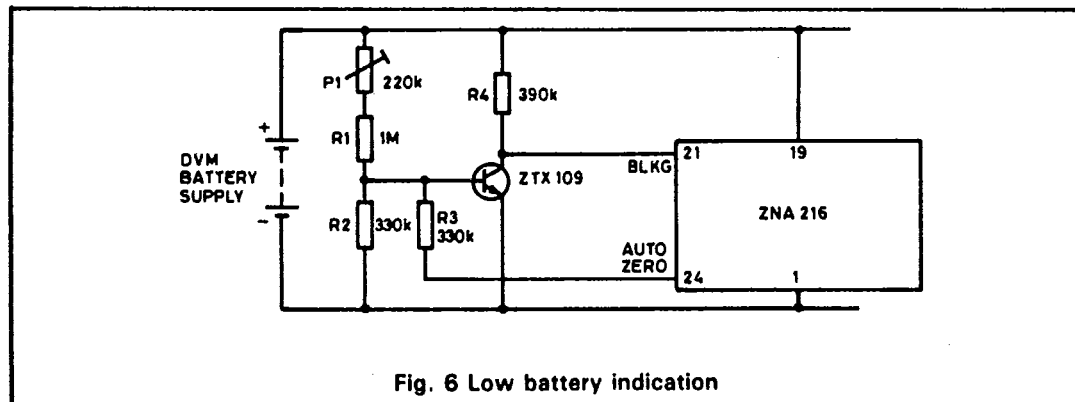 P1
220k
R1
1M
+
DVM
BATTERY
SUPPLY
-
R2
330k
R3
330k
R4
390k
ZTX 109
BLKG
21
19
ZNA 216
AUTO
ZERO
24
1
Fig. 6 Low battery indication